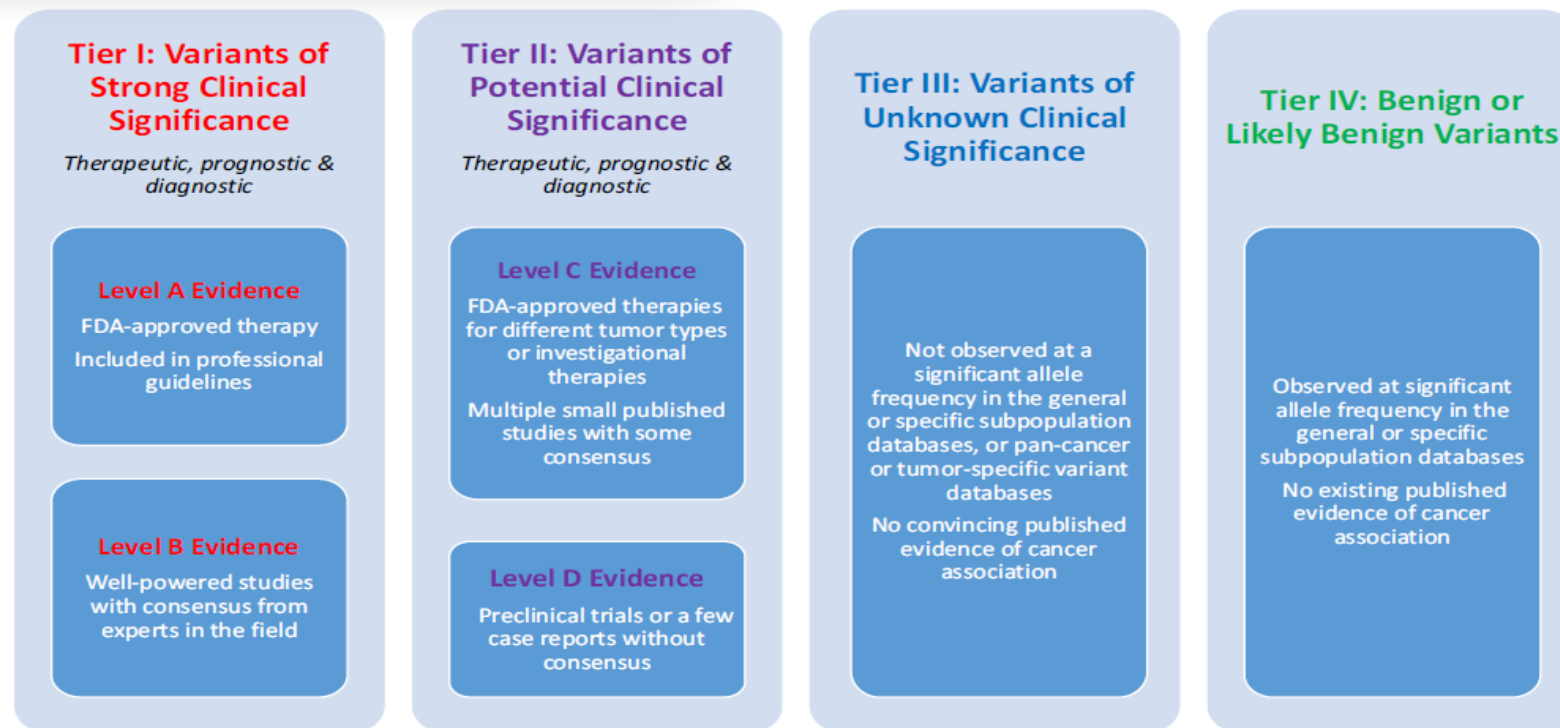 Tier I: Variants of
Strong Clinical
Significance
Therapeutic, prognostic &
diagnostic
Level A Evidence
FDA-approved therapy
Included in professional
guidelines
Level B Evidence
Well-powered studies
with consensus from
experts in the field
Tier II: Variants of
Potential Clinical
Significance
Therapeutic, prognostic &
diagnostic
Level C Evidence
FDA-approved therapies
for different tumor types
or investigational
therapies
Multiple small published
studies with some
consensus
Level D Evidence
Preclinical trials or a few
case reports without
consensus
Tier III: Variants of
Unknown Clinical
Significance
Not observed at a
significant allele
frequency in the general
or specific subpopulation
databases, or pan-cancer
or tumor-specific variant
databases
No convincing published
evidence of cancer
association
Tier IV: Benign or
Likely Benign Variants
Observed at significant
allele frequency in the
general or specific
subpopulation databases
No existing published
evidence of cancer
association